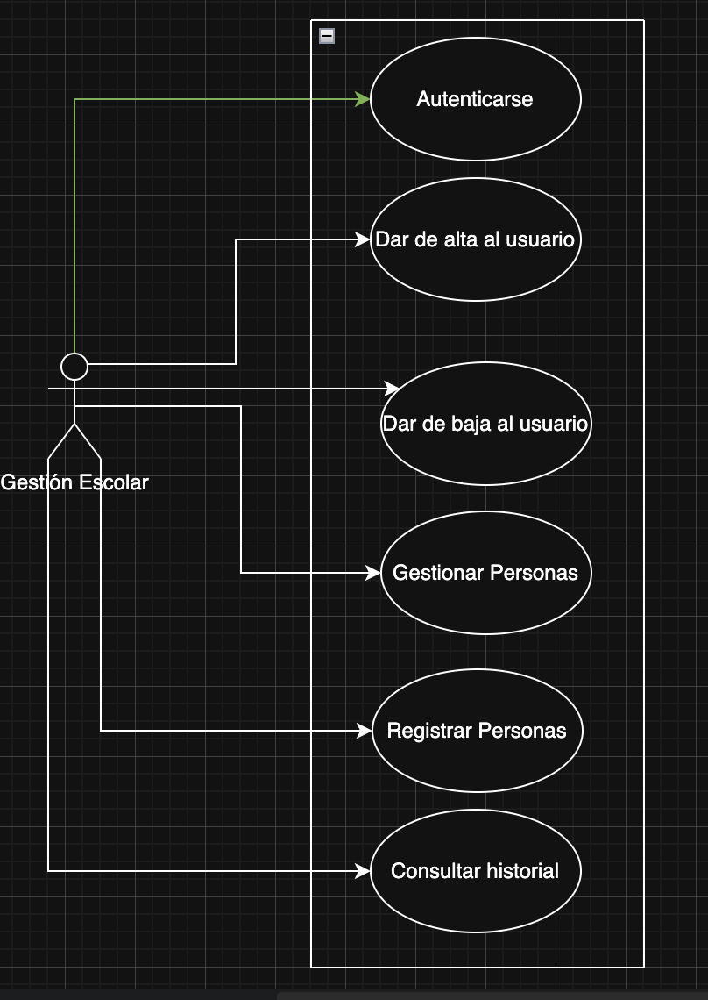 Autenticarse
Dar de alta al usuario
Dar de baja al usuario
Gestión Escolar
Gestionar Personas
Registrar Personas
Consultar historial